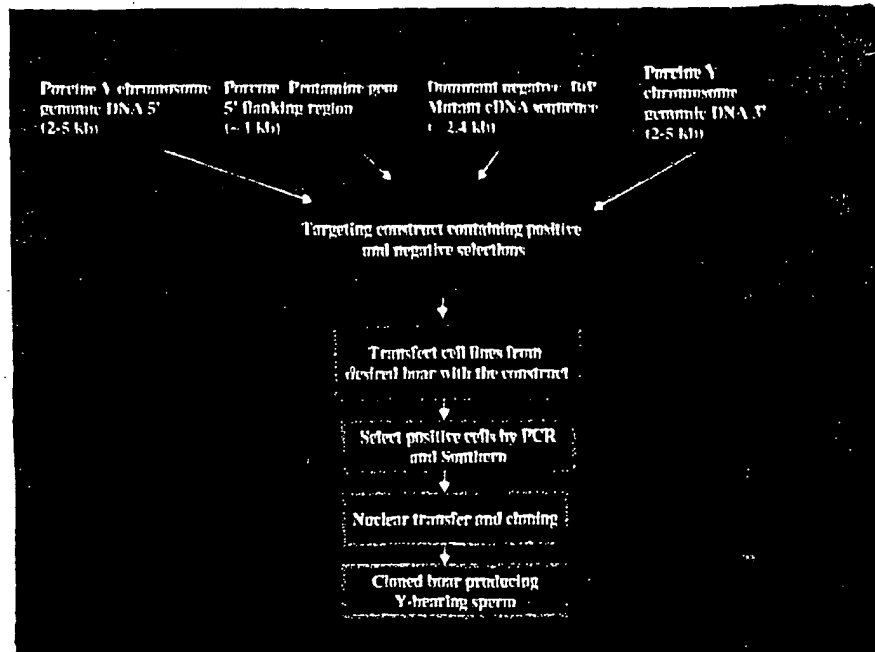 Porcine Y chromosome
genomic DNA 5'
(2-5 kb)
Porcine Protamine gene
5' flanking region
(~ 1 kb)
Dominant negative
Mutant cDNA sequence
2.4 kb)
Porcine Y
chromosome
genomic DNA 3'
(2-5 kb)
Targeting construct containing positive
and negative selections
Transfect cell lines from
desired boar with the construct
Select positive cells by PCR
and Southern
Nuclear transfer and cloning
Cloned boar producing
Y-bearing sperm